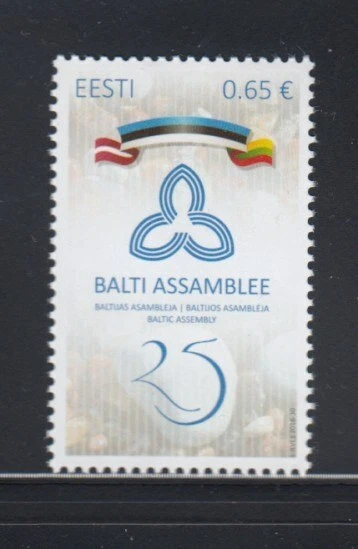 EESTI 0.65 €
BALTI ASSAMBLEE
BALTIJAS ASAMBLEJA | BALTIJOS ASAMBLĖJA
BALTIC ASSEMBLY
25